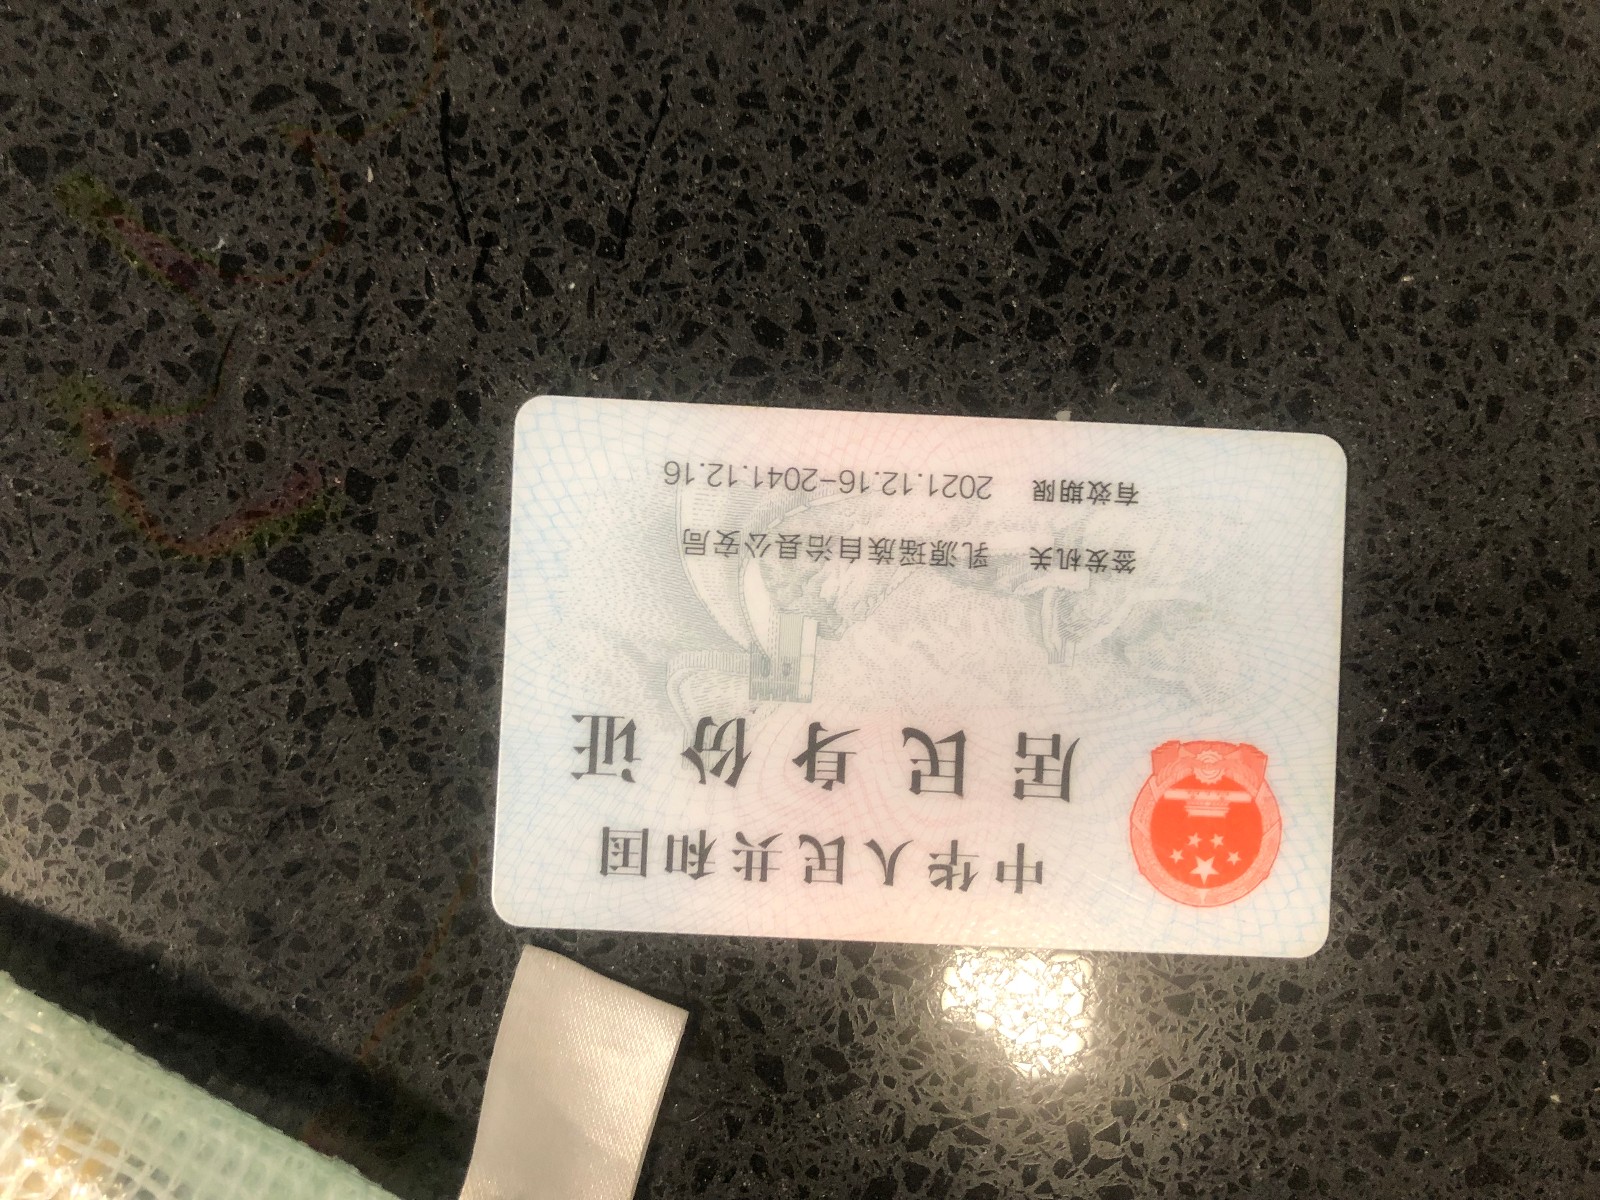 中华人民共和国
居民身份证
签发机关 乳源瑶族自治县公安局
有效期限 2021.12.16-2041.12.16